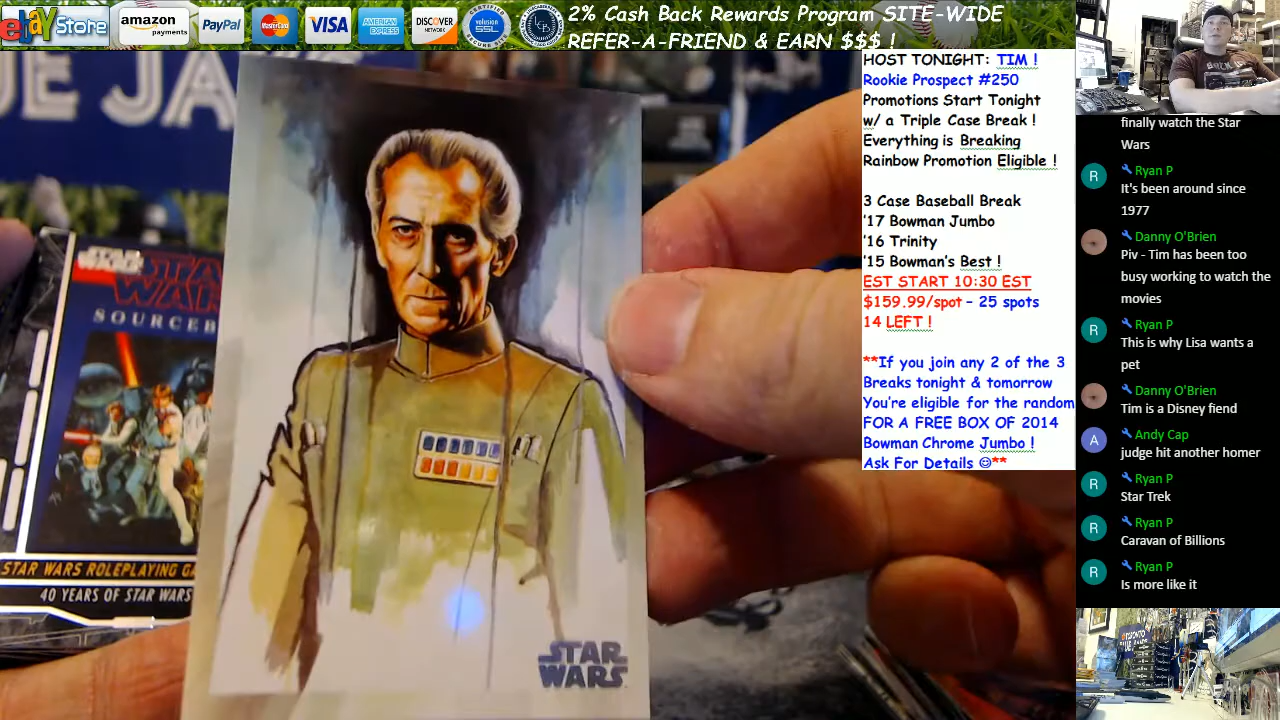 ebay Store
amazon
payments
PayPal
MasterCard
VISA
AMERICAN
EXPRESS
DISCOVER
NETWORK
volusion
SSL
2% Cash Back Rewards Program SITE-WIDE
REFER-A-FRIEND & EARN $$$ !
HOST TONIGHT: TIM !
Rookie Prospect #250
Promotions Start Tonight
w/ a Triple Case Break !
Everything is Breaking
Rainbow Promotion Eligible !
3 Case Baseball Break
'17 Bowman Jumbo
'16 Trinity
'15 Bowman's Best !
EST START 10:30 EST
$159.99/spot – 25 spots
14 LEFT !
**If you join any 2 of the 3
Breaks tonight & tomorrow
You're eligible for the random
FOR A FREE BOX OF 2014
Bowman Chrome Jumbo !
Ask For Details ☺**
finally watch the Star
Wars
R
Ryan P
It's been around since
1977
Danny O'Brien
Piv - Tim has been too
busy working to watch the
movies
R
Ryan P
This is why Lisa wants a
pet
Danny O'Brien
Tim is a Disney fiend
A
Andy Cap
judge hit another homer
R
Ryan P
Star Trek
R
Ryan P
Caravan of Billions
R
Ryan P
Is more like it
UE JA
STAR
WARS
SOURCE
STAR WARS ROLEPLAYING GA
40 YEARS OF STAR WARS
STAR
WARS